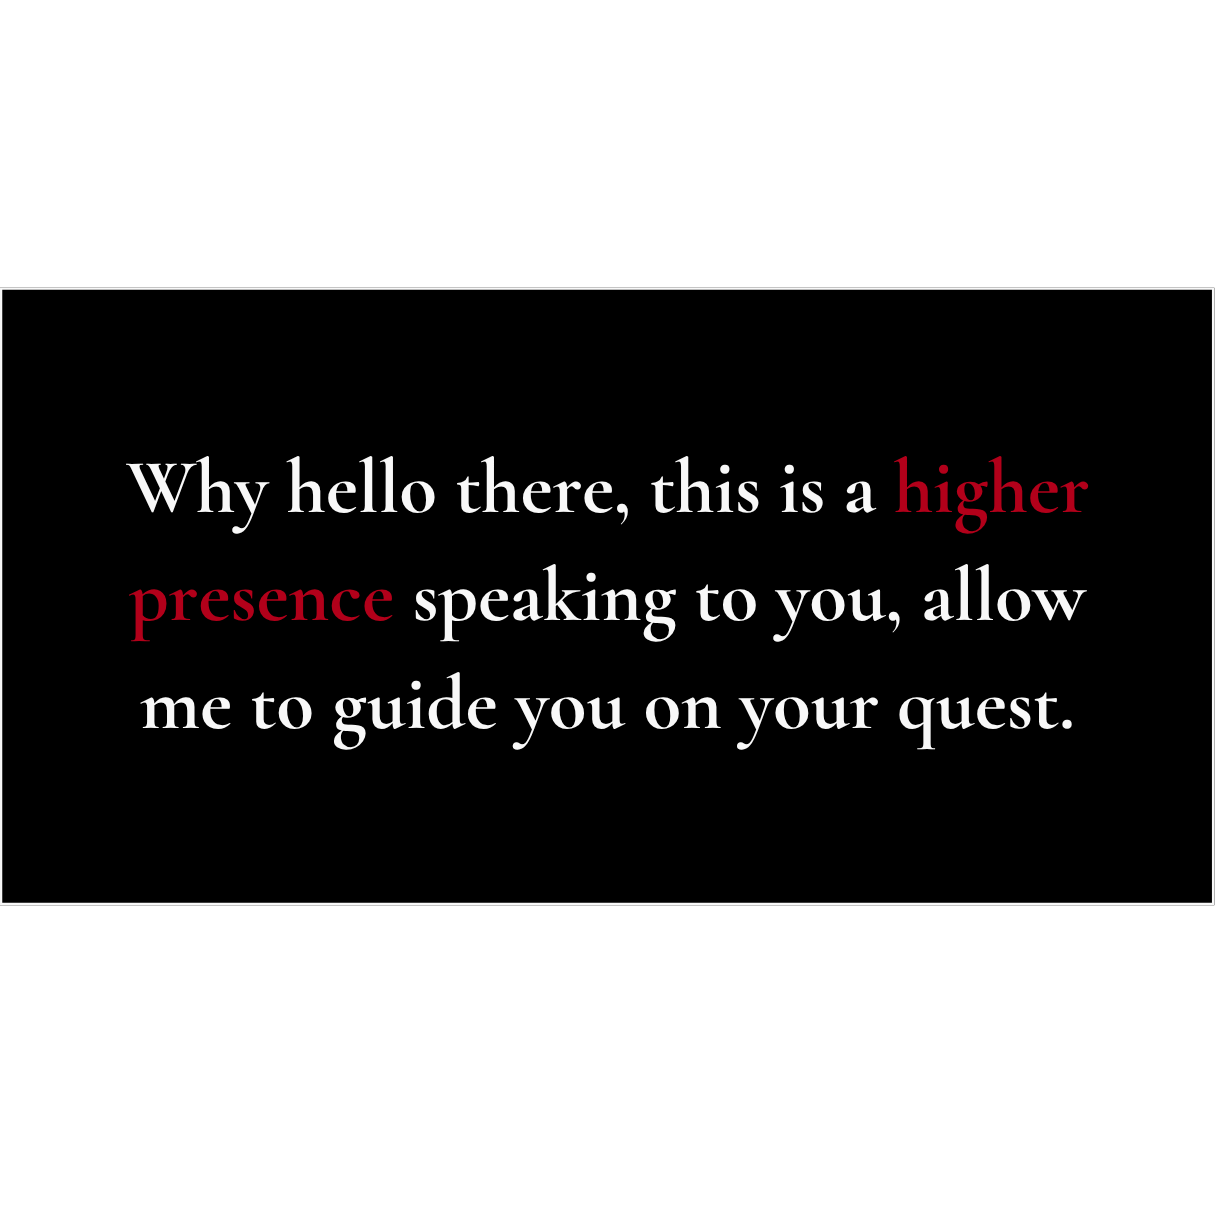 Why hello there, this is a higher
presence speaking to you, allow
me to guide you on your quest.